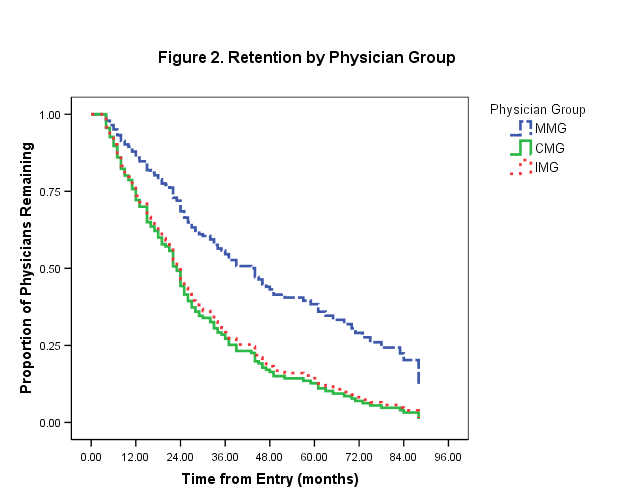 Figure 2. Retention by Physician Group
Physician Group
MMG
CMG
IMG
Proportion of Physicians Remaining
1.00
0.75
0.50
0.25
0.00
0.00 12.00 24.00 36.00 48.00 60.00 72.00 84.00 96.00
Time from Entry (months)